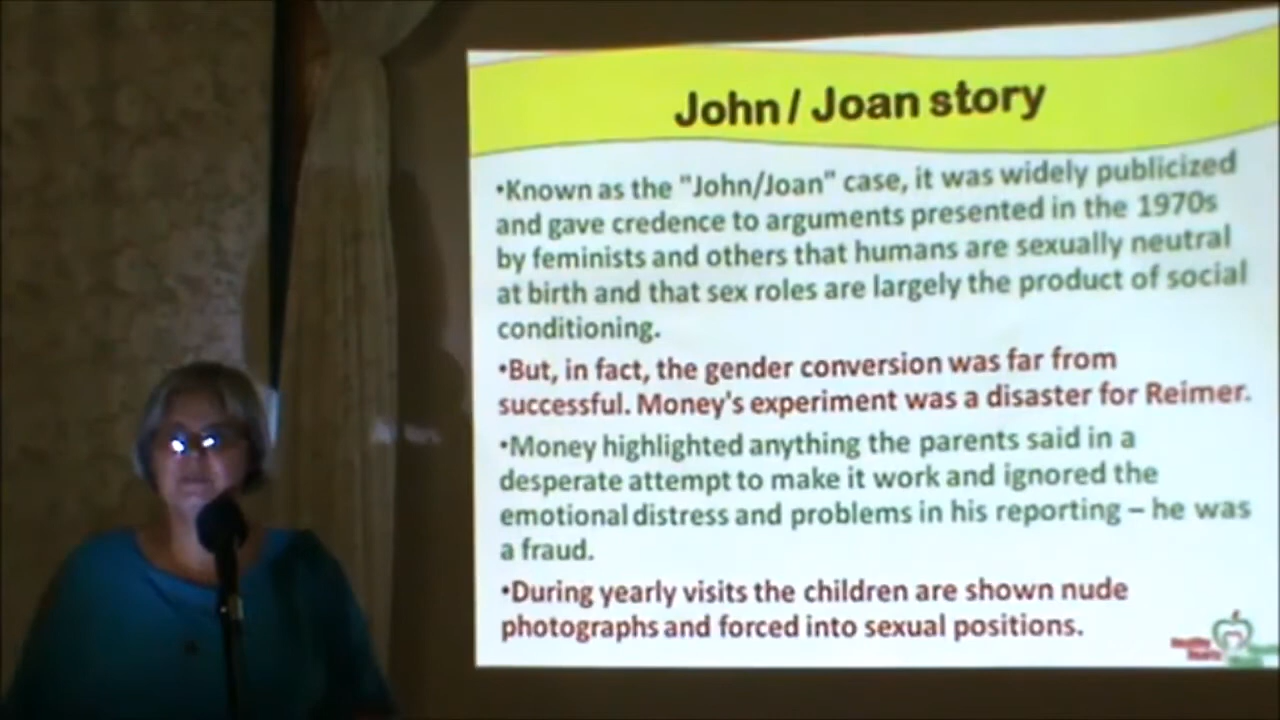 John / Joan story
•Known as the "John/Joan" case, it was widely publicized
and gave credence to arguments presented in the 1970s
by feminists and others that humans are sexually neutral
at birth and that sex roles are largely the product of social
conditioning.
•But, in fact, the gender conversion was far from
successful. Money's experiment was a disaster for Reimer.
•Money highlighted anything the parents said in a
desperate attempt to make it work and ignored the
emotional distress and problems in his reporting – he was
a fraud.
•During yearly visits the children are shown nude
photographs and forced into sexual positions.